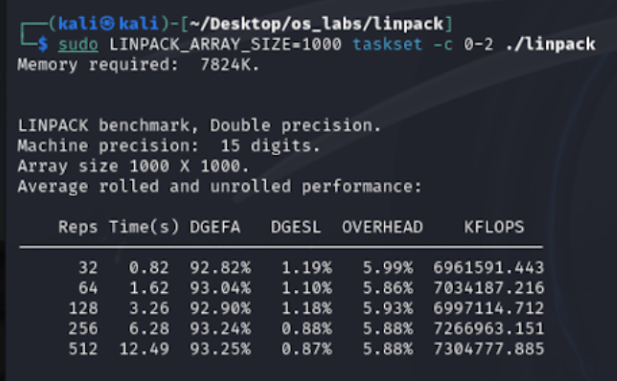 ┌──(kali㉿kali)-[~/Desktop/os_labs/linpack]
└─$ sudo LINPACK_ARRAY_SIZE=1000 taskset -c 0-2 ./linpack
Memory required:  7824K.
LINPACK benchmark, Double precision.
Machine precision:  15 digits.
Array size 1000 X 1000.
Average rolled and unrolled performance:
Reps Time(s) DGEFA   DGESL  OVERHEAD    KFLOPS
32   0.82  92.82%   1.19%   5.99%  6961591.443
64   1.62  93.04%   1.10%   5.86%  7034187.216
128   3.26  92.90%   1.18%   5.93%  6997114.712
256   6.28  93.24%   0.88%   5.88%  7266963.151
512  12.49  93.25%   0.87%   5.88%  7304777.885